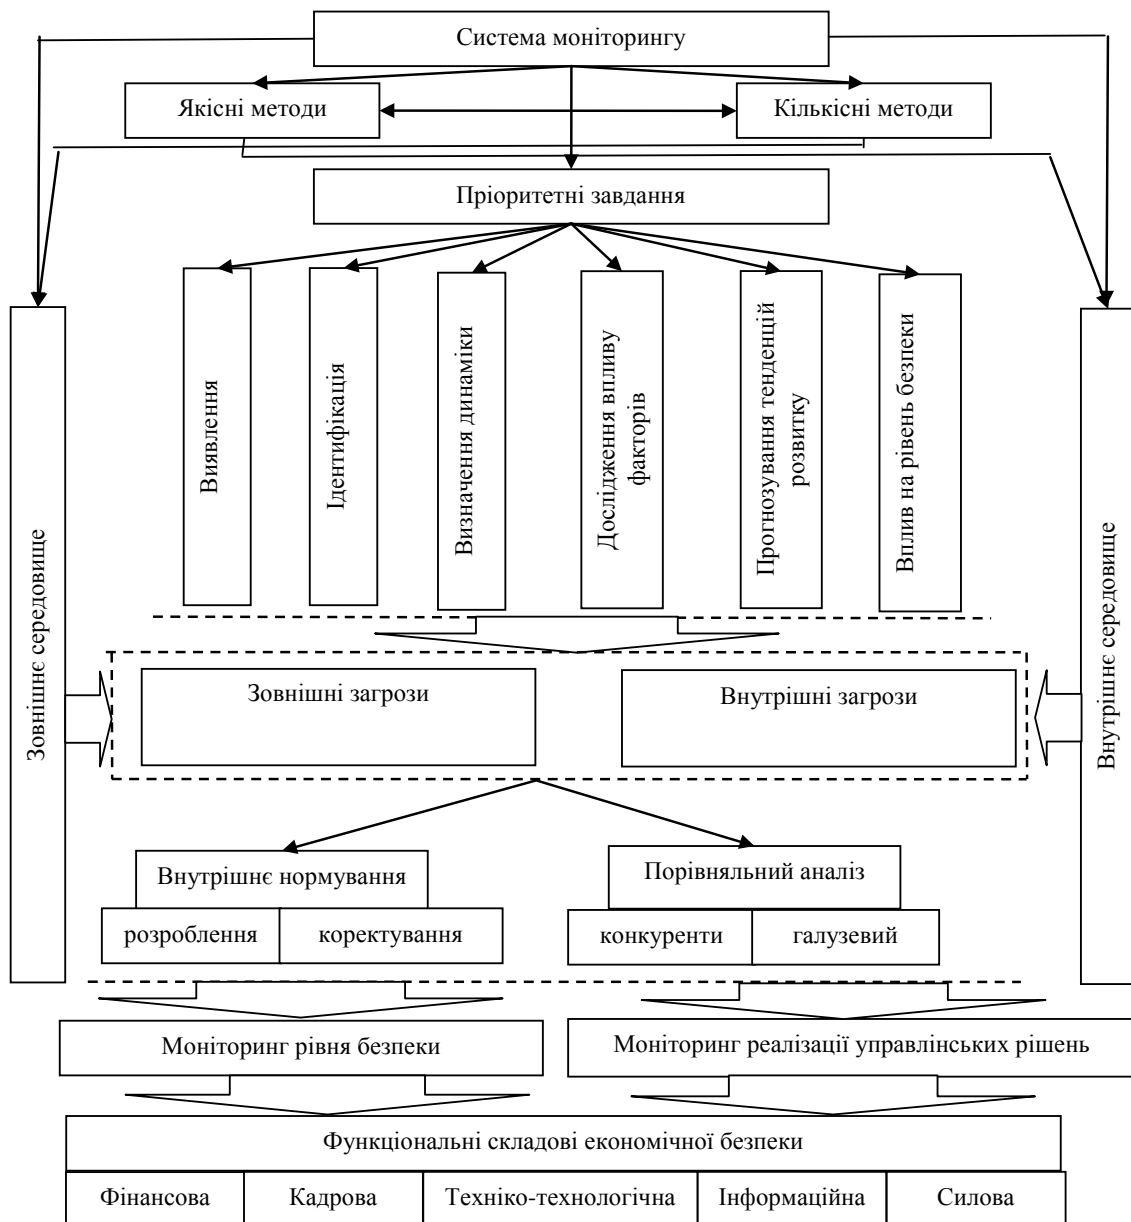 Система моніторингу
Якісні методи
Кількісні методи
Пріоритетні завдання
Виявлення
Ідентифікація
Визначення динаміки
Дослідження впливу
факторів
Прогнозування тенденцій
розвитку
Вплив на рівень безпеки
Зовнішнє середовище
Внутрішнє середовище
Зовнішні загрози
Внутрішні загрози
Внутрішнє нормування
Порівняльний аналіз
розроблення
коректування
конкуренти
галузевий
Моніторинг рівня безпеки
Моніторинг реалізації управлінських рішень
Функціональні складові економічної безпеки
Фінансова
Кадрова
Техніко-технологічна
Інформаційна
Силова